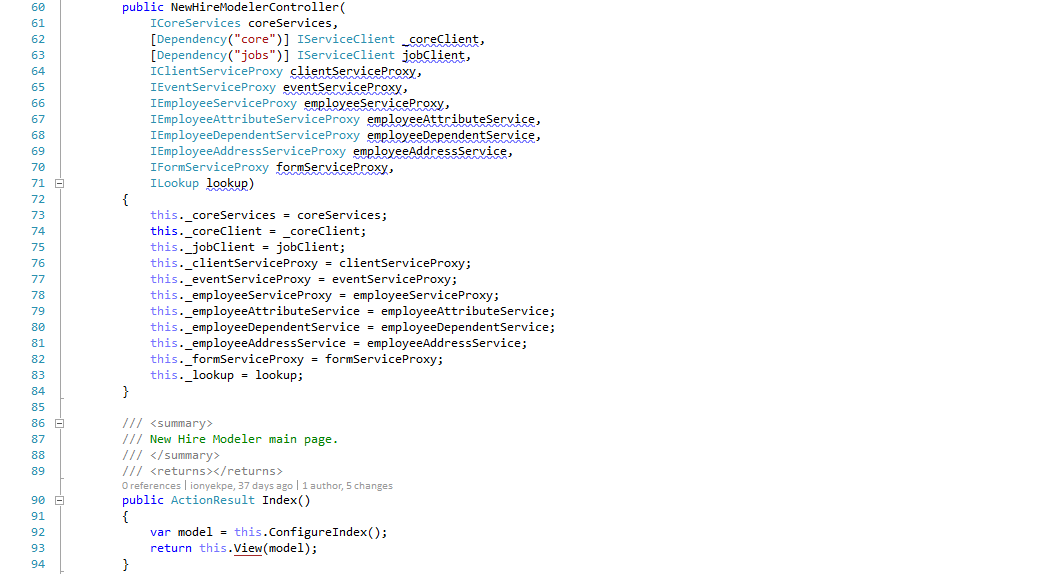 60 public NewHireModelerController(
61 ICoreServices coreServices,
62 [Dependency("core")] IServiceClient _coreClient,
63 [Dependency("jobs")] IServiceClient jobClient,
64 IClientServiceProxy clientServiceProxy,
65 IEventServiceProxy eventServiceProxy,
66 IEmployeeServiceProxy employeeServiceProxy,
67 IEmployeeAttributeServiceProxy employeeAttributeService,
68 IEmployeeDependentServiceProxy employeeDependentService,
69 IEmployeeAddressServiceProxy employeeAddressService,
70 IFormServiceProxy formServiceProxy,
71 ILookup lookup)
72 {
73 this._coreServices = coreServices;
74 this._coreClient = _coreClient;
75 this._jobClient = jobClient;
76 this._clientServiceProxy = clientServiceProxy;
77 this._eventServiceProxy = eventServiceProxy;
78 this._employeeServiceProxy = employeeServiceProxy;
79 this._employeeAttributeService = employeeAttributeService;
80 this._employeeDependentService = employeeDependentService;
81 this._employeeAddressService = employeeAddressService;
82 this._formServiceProxy = formServiceProxy;
83 this._lookup = lookup;
84 }
85
86 /// <summary>
87 /// New Hire Modeler main page.
88 /// </summary>
89 /// <returns></returns>
0 references | ionyekpe, 37 days ago | 1 author, 5 changes
90 public ActionResult Index()
91 {
92 var model = this.ConfigureIndex();
93 return this.View(model);
94 }